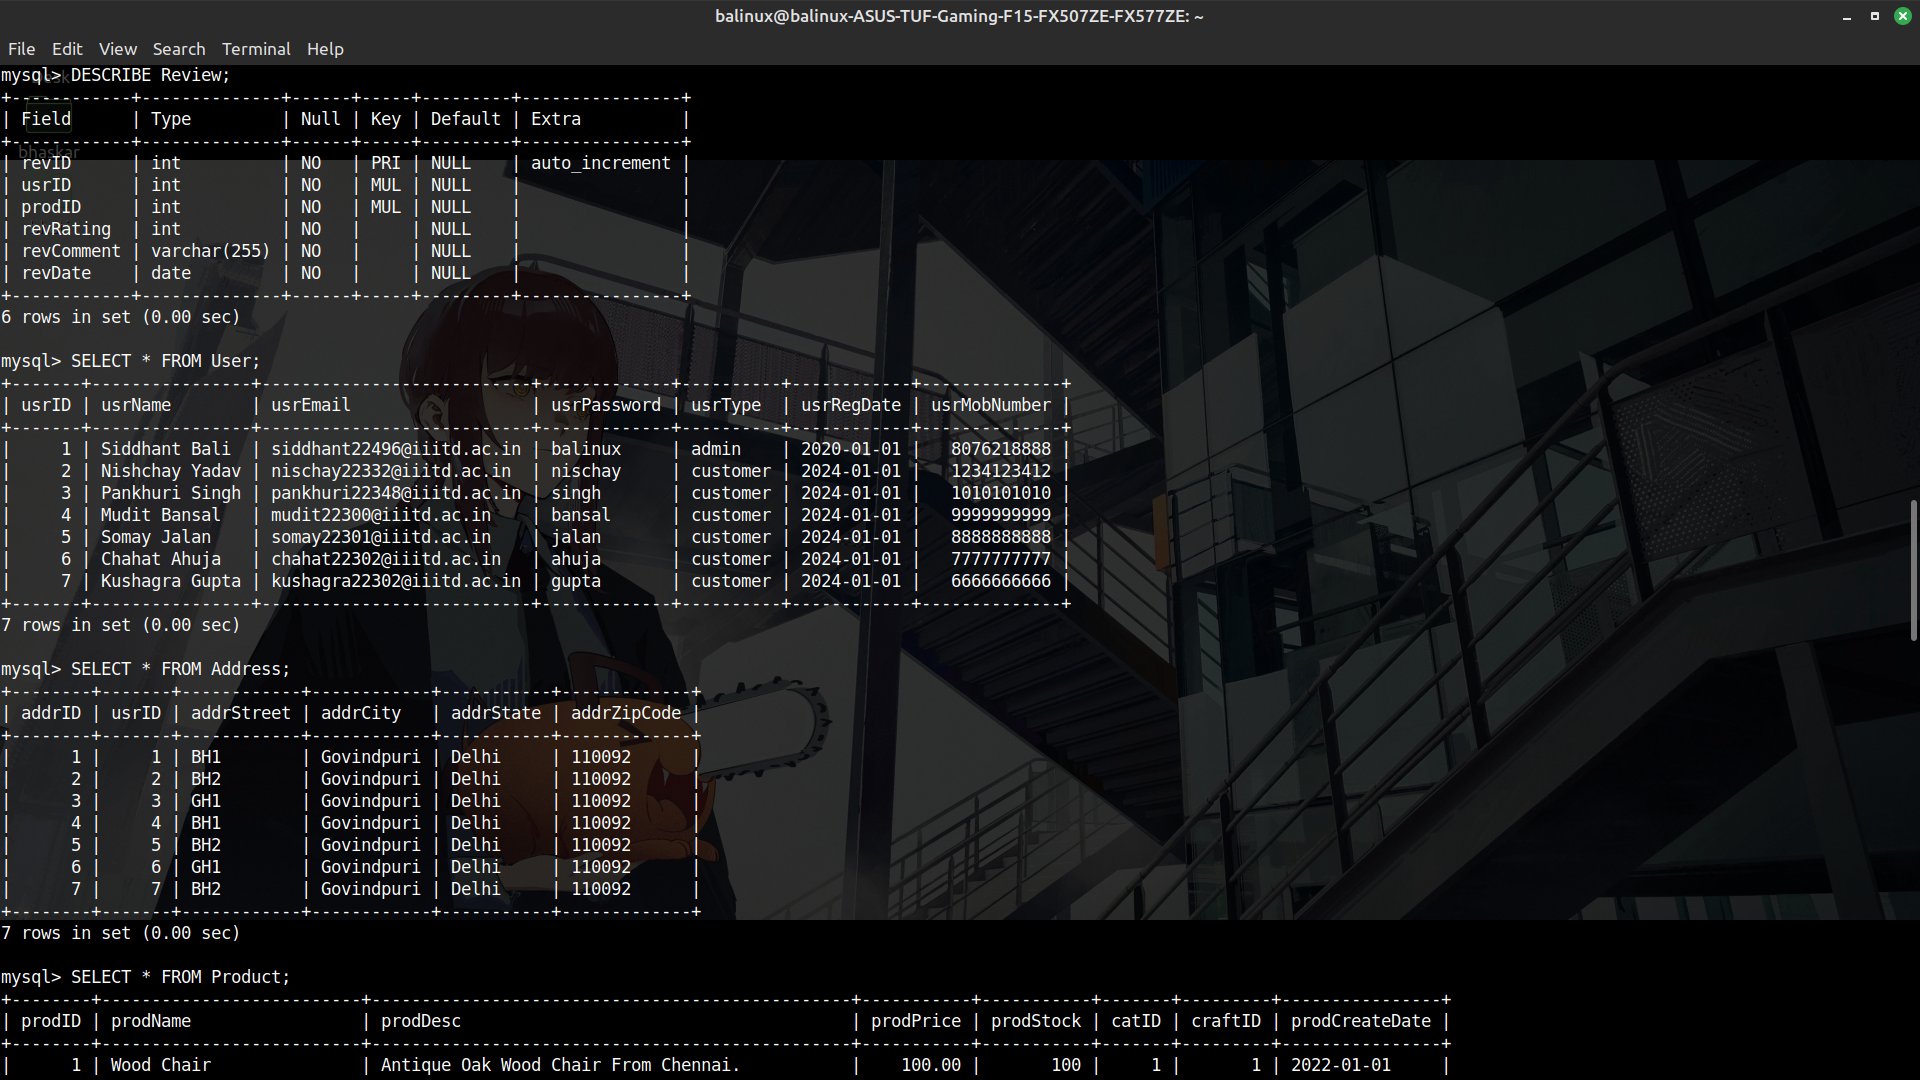 balinux@balinux-ASUS-TUF-Gaming-F15-FX507ZE-FX577ZE: ~
File Edit View Search Terminal Help
mysql> DESCRIBE Review;
+------------+--------------+------+-----+---------+----------------+
| Field      | Type         | Null | Key | Default | Extra          |
+------------+--------------+------+-----+---------+----------------+
bhaskar
| revID      | int          | NO   | PRI | NULL    | auto_increment |
| usrID      | int          | NO   | MUL | NULL    |                |
| prodID     | int          | NO   | MUL | NULL    |                |
| revRating  | int          | NO   |     | NULL    |                |
| revComment | varchar(255) | NO   |     | NULL    |                |
| revDate    | date         | NO   |     | NULL    |                |
+------------+--------------+------+-----+---------+----------------+
6 rows in set (0.00 sec)
mysql> SELECT * FROM User;
+-------+----------------+---------------------------+-------------+----------+------------+--------------+
| usrID | usrName        | usrEmail                  | usrPassword | usrType  | usrRegDate | usrMobNumber |
+-------+----------------+---------------------------+-------------+----------+------------+--------------+
|     1 | Siddhant Bali  | siddhant22496@iiitd.ac.in | balinux     | admin    | 2020-01-01 |   8076218888 |
|     2 | Nishchay Yadav | nischay22332@iiitd.ac.in  | nischay     | customer | 2024-01-01 |   1234123412 |
|     3 | Pankhuri Singh | pankhuri22348@iiitd.ac.in | singh       | customer | 2024-01-01 |   1010101010 |
|     4 | Mudit Bansal   | mudit22300@iiitd.ac.in    | bansal      | customer | 2024-01-01 |   9999999999 |
|     5 | Somay Jalan    | somay22301@iiitd.ac.in    | jalan       | customer | 2024-01-01 |   8888888888 |
|     6 | Chahat Ahuja   | chahat22302@iiitd.ac.in   | ahuja       | customer | 2024-01-01 |   7777777777 |
|     7 | Kushagra Gupta | kushagra22302@iiitd.ac.in | gupta       | customer | 2024-01-01 |   6666666666 |
+-------+----------------+---------------------------+-------------+----------+------------+--------------+
7 rows in set (0.00 sec)
mysql> SELECT * FROM Address;
+--------+-------+------------+------------+-----------+-------------+
| addrID | usrID | addrStreet | addrCity   | addrState | addrZipCode |
+--------+-------+------------+------------+-----------+-------------+
|      1 |     1 | BH1        | Govindpuri | Delhi     | 110092      |
|      2 |     2 | BH2        | Govindpuri | Delhi     | 110092      |
|      3 |     3 | GH1        | Govindpuri | Delhi     | 110092      |
|      4 |     4 | BH1        | Govindpuri | Delhi     | 110092      |
|      5 |     5 | BH2        | Govindpuri | Delhi     | 110092      |
|      6 |     6 | GH1        | Govindpuri | Delhi     | 110092      |
|      7 |     7 | BH2        | Govindpuri | Delhi     | 110092      |
+--------+-------+------------+------------+-----------+-------------+
7 rows in set (0.00 sec)
mysql> SELECT * FROM Product;
+--------+--------------------------+------------------------------------------------+-----------+-----------+-------+---------+----------------+
| prodID | prodName                 | prodDesc                                       | prodPrice | prodStock | catID | craftID | prodCreateDate |
+--------+--------------------------+------------------------------------------------+-----------+-----------+-------+---------+----------------+
|      1 | Wood Chair               | Antique Oak Wood Chair From Chennai.           |    100.00 |       100 |     1 |       1 | 2022-01-01     |